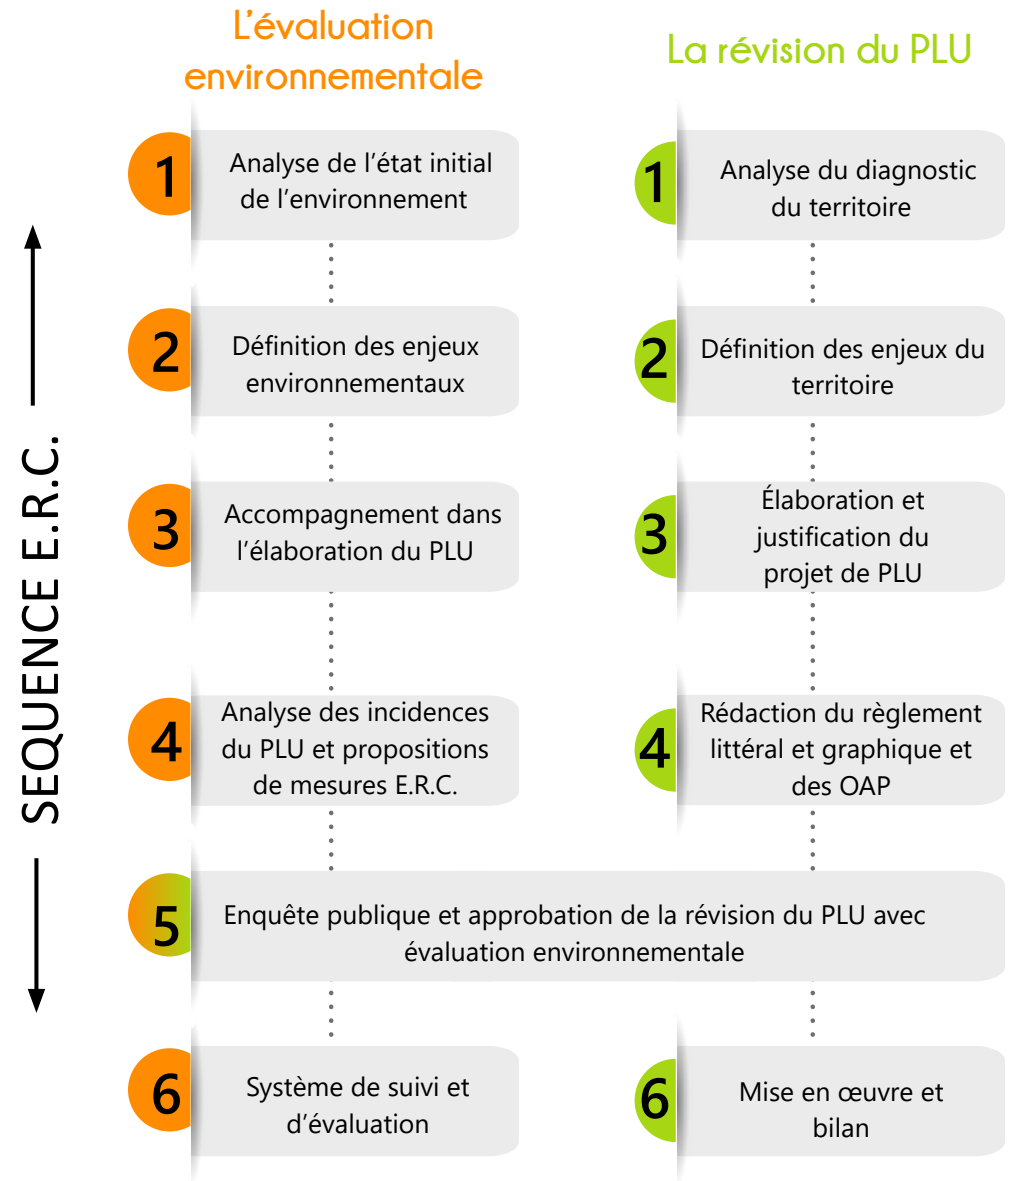 L'évaluation
environnementale
La révision du PLU
SEQUENCE E.R.C.
1
Analyse de l'état initial
de l'environnement
1
Analyse du diagnostic
du territoire
2
Définition des enjeux
environnementaux
2
Définition des enjeux du
territoire
3
Accompagnement dans
l'élaboration du PLU
3
Élaboration et
justification du
projet de PLU
4
Analyse des incidences
du PLU et propositions
de mesures E.R.C.
4
Rédaction du règlement
littéral et graphique et
des OAP
5
Enquête publique et approbation de la révision du PLU avec
évaluation environnementale
6
Système de suivi et
d'évaluation
6
Mise en œuvre et
bilan